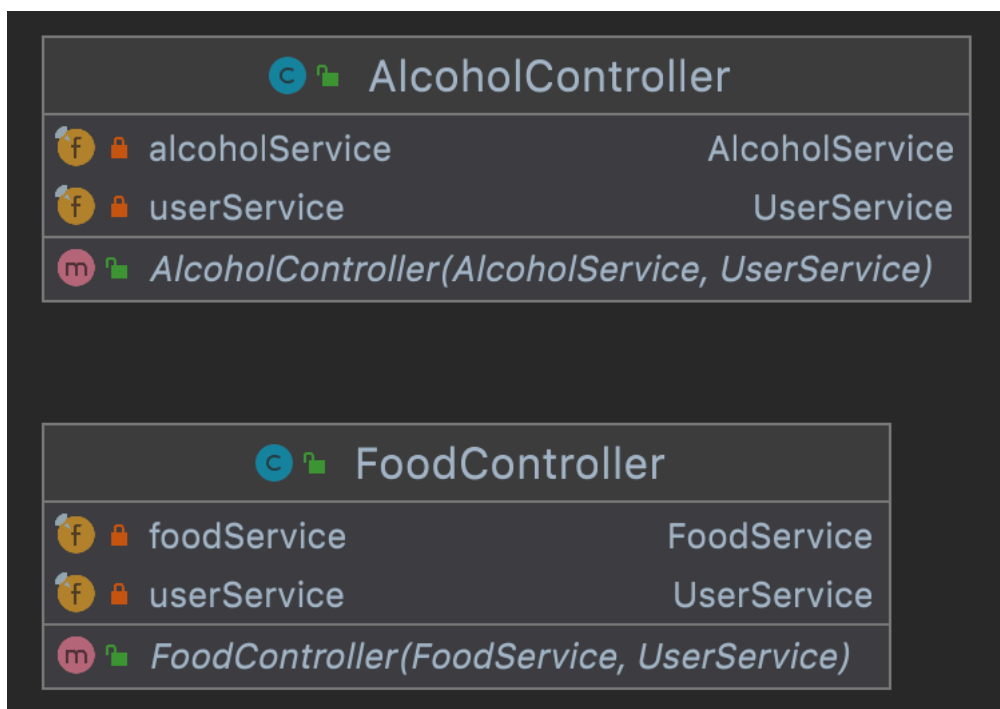 C AlcoholController
f alcoholService AlcoholService
f userService UserService
m AlcoholController(AlcoholService, UserService)
C FoodController
f foodService FoodService
f userService UserService
m FoodController(FoodService, UserService)